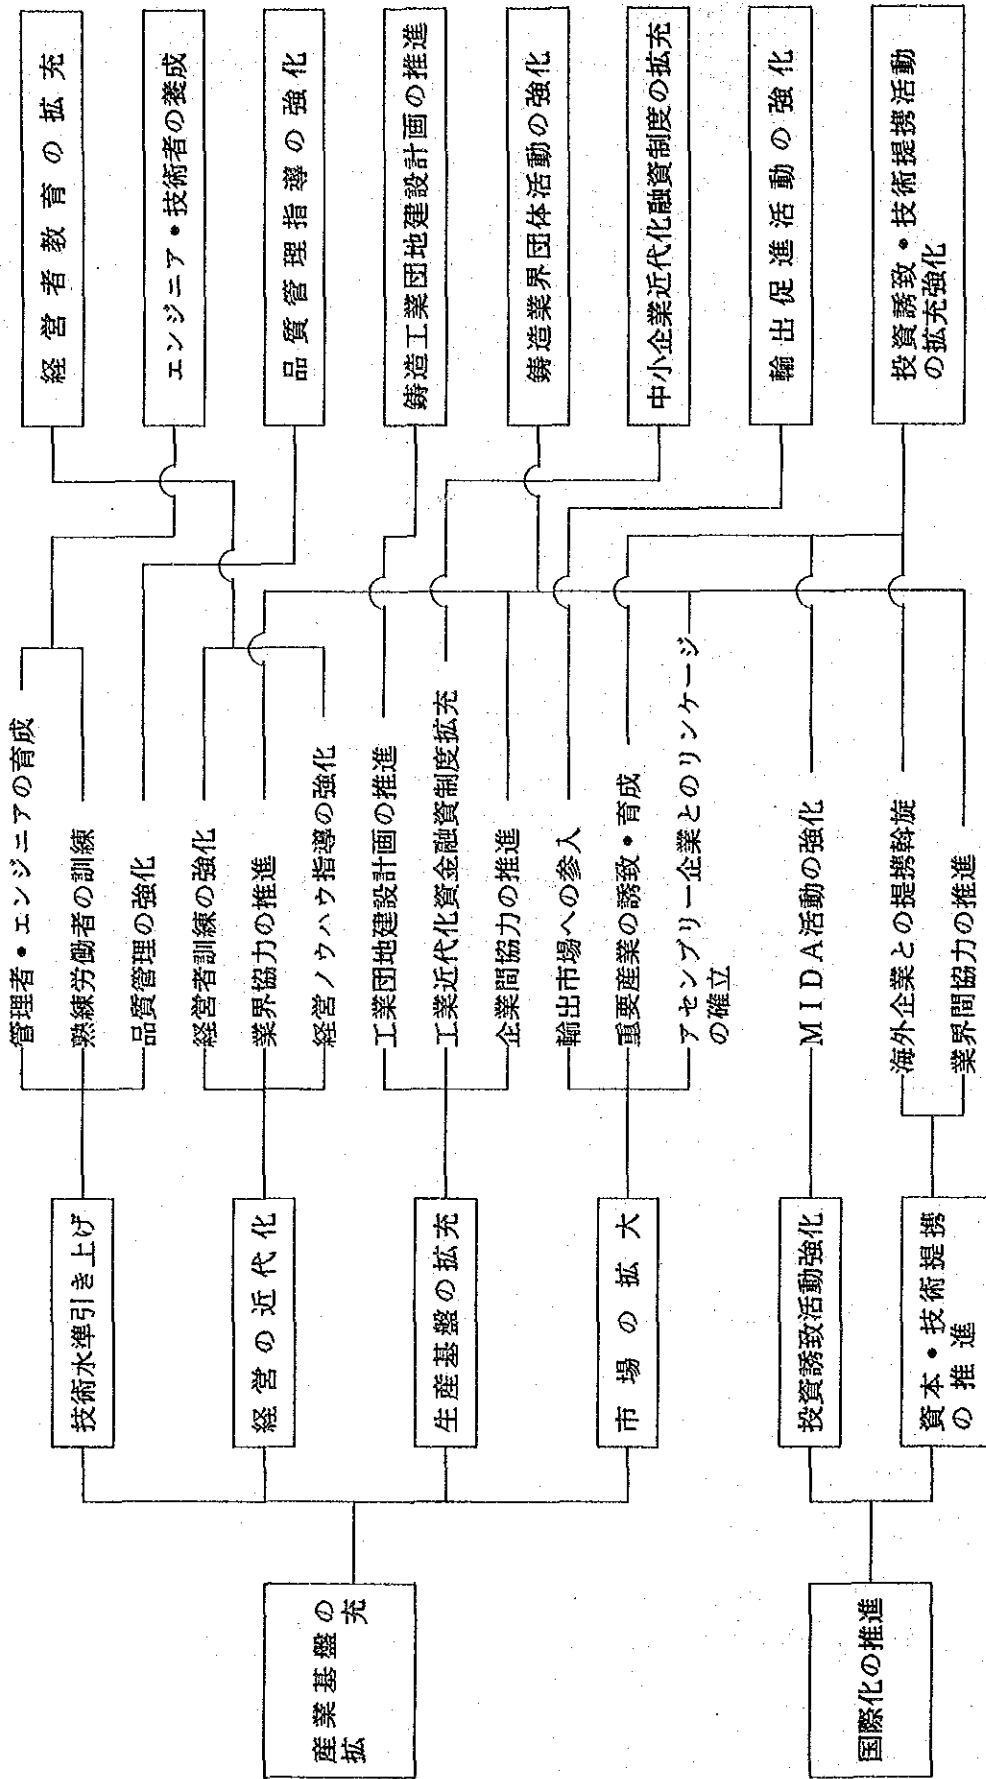 産業基盤の
拡充
国際化の推進
技術水準引き上げ
経営の近代化
生産基盤の拡充
市場の拡大
投資誘致活動強化
資本・技術提携
の推進
管理者・エンジニアの育成
熟練労働者の訓練
品質管理の強化
経営者訓練の強化
業界協力の推進
経営ノウハウ指導の強化
工業団地建設計画の推進
工業近代化資金融資制度拡充
企業間協力の推進
輸出市場への参入
重要産業の誘致・育成
アセンブリー企業とのリンケージ
の確立
MIDA活動の強化
海外企業との提携斡旋
業界間協力の推進
経営者教育の拡充
エンジニア・技術者の養成
品質管理指導の強化
鋳造工業団地建設計画の推進
鋳造業界団体活動の強化
中小企業近代化融資制度の拡充
輸出促進活動の強化
投資誘致・技術提携活動
の拡充強化